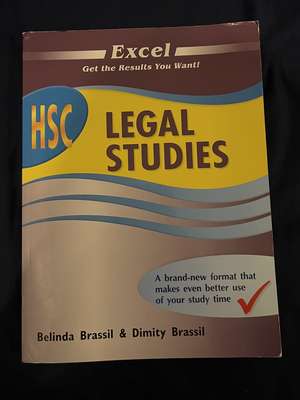 Excel
Get the Results You Want!
HSC
LEGAL
STUDIES
A brand-new format that
makes even better use
of your study time
Belinda Brassil & Dimity Brassil